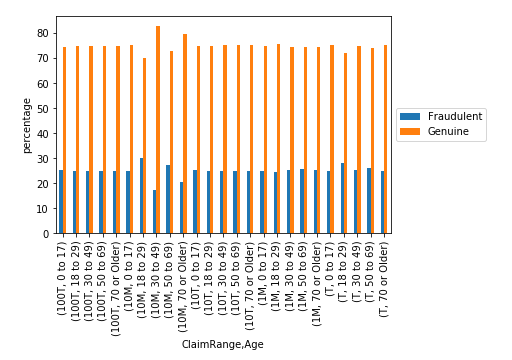 80
70
60
50
40
30
20
10
0
percentage
Fraudulent
Genuine
(100T, 0 to 17)
(100T, 18 to 29)
(100T, 30 to 49)
(100T, 50 to 69)
(100T, 70 or Older)
(10M, 0 to 17)
(10M, 18 to 29)
(10M, 30 to 49)
(10M, 50 to 69)
(10M, 70 or Older)
(10T, 0 to 17)
(10T, 18 to 29)
(10T, 30 to 49)
(10T, 50 to 69)
(10T, 70 or Older)
(1M, 0 to 17)
(1M, 18 to 29)
(1M, 30 to 49)
(1M, 50 to 69)
(1M, 70 or Older)
(T, 0 to 17)
(T, 18 to 29)
(T, 30 to 49)
(T, 50 to 69)
(T, 70 or Older)
ClaimRange,Age